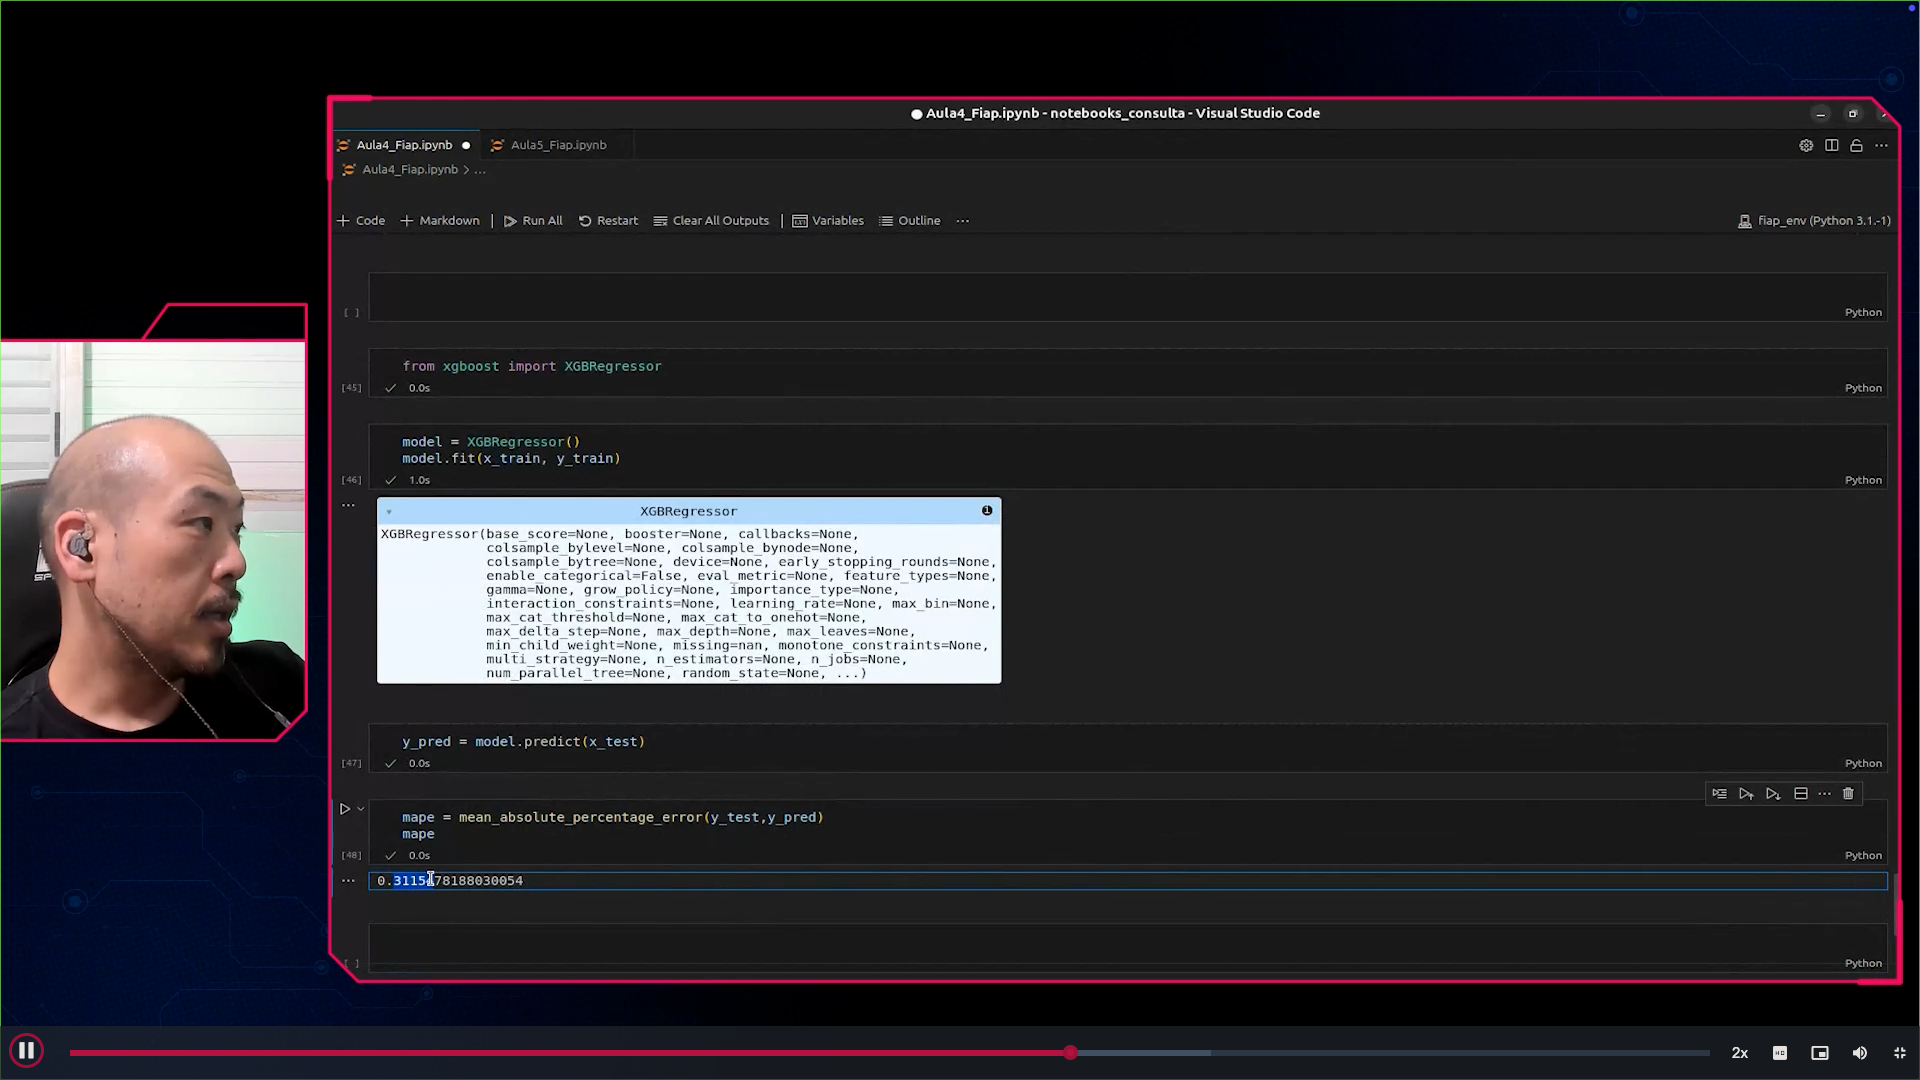 Aula4_Fiap.ipynb - notebooks_consulta - Visual Studio Code
Aula4_Fiap.ipynb
Aula5_Fiap.ipynb
Aula4_Fiap.ipynb > ...
+ Code + Markdown | Run All Restart Clear All Outputs | Variables Outline ...
fiap_env (Python 3.1.-1)
[ ]
Python
from xgboost import XGBRegressor
[45] 0.0s
Python
model = XGBRegressor()
model.fit(x_train, y_train)
[46] 1.0s
Python
XGBRegressor
XGBRegressor(base_score=None, booster=None, callbacks=None,
colsample_bylevel=None, colsample_bynode=None,
colsample_bytree=None, device=None, early_stopping_rounds=None,
enable_categorical=False, eval_metric=None, feature_types=None,
gamma=None, grow_policy=None, importance_type=None,
interaction_constraints=None, learning_rate=None, max_bin=None,
max_cat_threshold=None, max_cat_to_onehot=None,
max_delta_step=None, max_depth=None, max_leaves=None,
min_child_weight=None, missing=nan, monotone_constraints=None,
multi_strategy=None, n_estimators=None, n_jobs=None,
num_parallel_tree=None, random_state=None, ...)
y_pred = model.predict(x_test)
[47] 0.0s
Python
mape = mean_absolute_percentage_error(y_test,y_pred)
mape
[48] 0.0s
Python
[ ]
Python
2x
HD